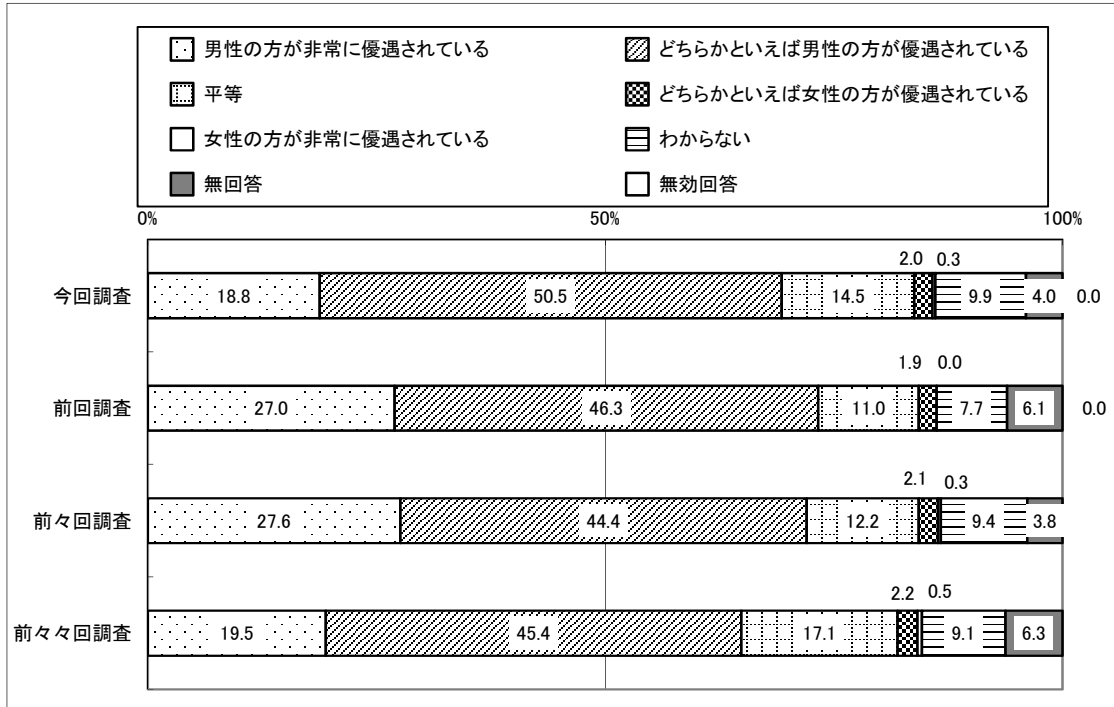 男性の方が非常に優遇されている どちらかといえば男性の方が優遇されている
平等 どちらかといえば女性の方が優遇されている
女性の方が非常に優遇されている わからない
無回答 無効回答
0% 50% 100%
2.0 0.3
今回調査 18.8 50.5 14.5 9.9 4.0 0.0
1.9 0.0
前回調査 27.0 46.3 11.0 7.7 6.1 0.0
2.1 0.3
前々回調査 27.6 44.4 12.2 9.4 3.8
2.2 0.5
前々々回調査 19.5 45.4 17.1 9.1 6.3